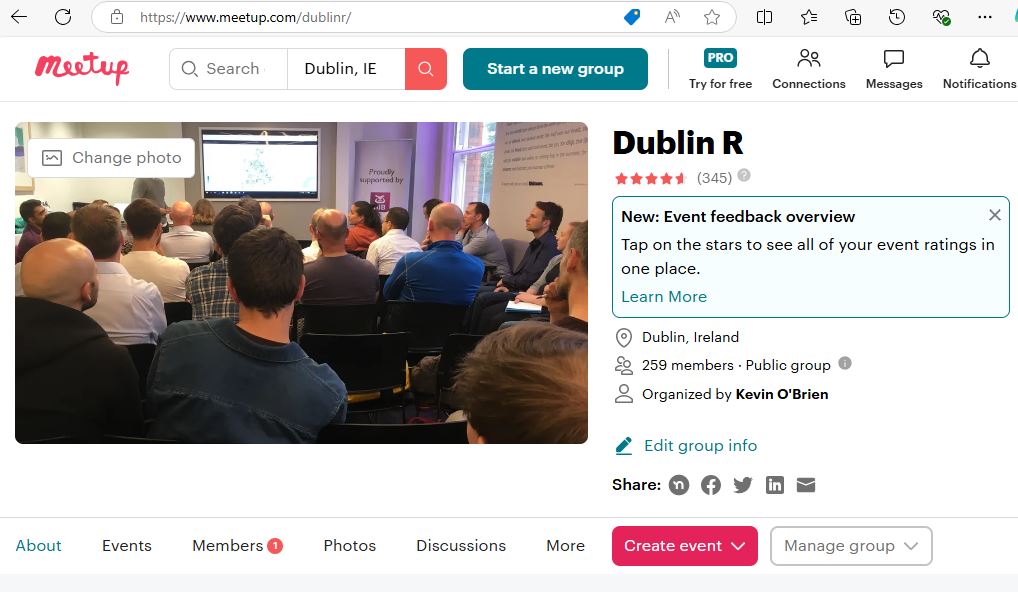 https://www.meetup.com/dublinr/
meetup
Search
Dublin, IE
Start a new group
PRO
Try for free
Connections
Messages
Notifications
Change photo
Proudly
supported by
AIB
Dublin R
(345)
New: Event feedback overview
Tap on the stars to see all of your event ratings in
one place.
Learn More
Dublin, Ireland
259 members · Public group
Organized by Kevin O'Brien
Edit group info
Share:
About
Events
Members 1
Photos
Discussions
More
Create event
Manage group